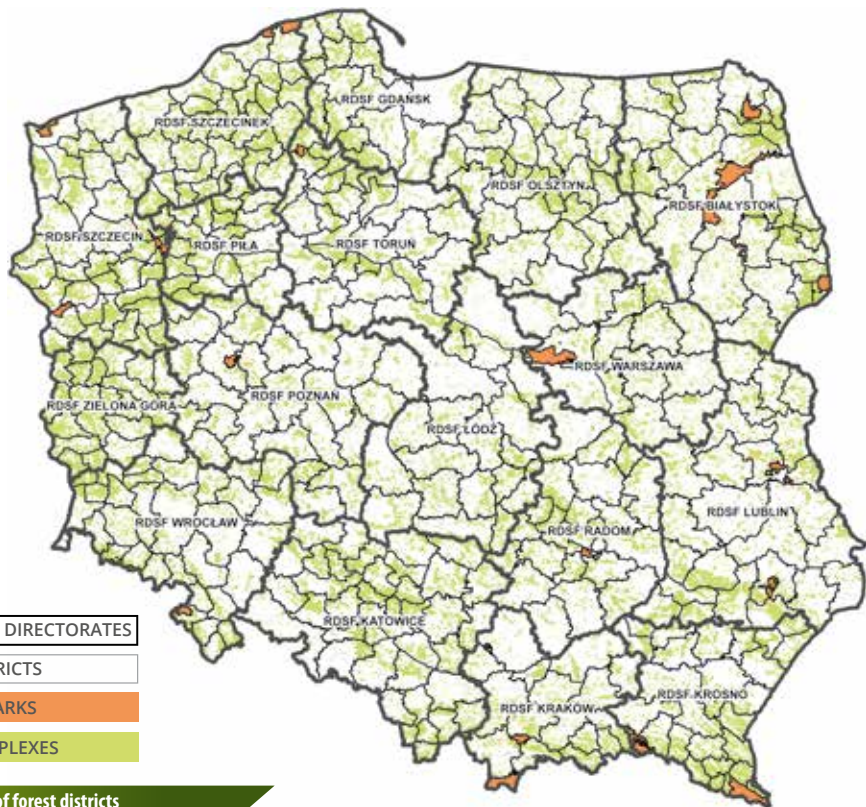 RDSF GDAŃSK
RDSF SZCZECINEK
RDSF OLSZTYN
RDSF BIAŁYSTOK
RDSF SZCZECIN
RDSF PIŁA
RDSF TORUŃ
RDSF WARSZAWA
RDSF ZIELONA GÓRA
RDSF POZNAŃ
RDSF ŁÓDŹ
RDSF WROCŁAW
RDSF LUBLIN
RDSF RADOM
RDSF KATOWICE
RDSF KRAKÓW
RDSF KROSNO
DIRECTORATES
RICTS
ARKS
PLEXES
of forest districts